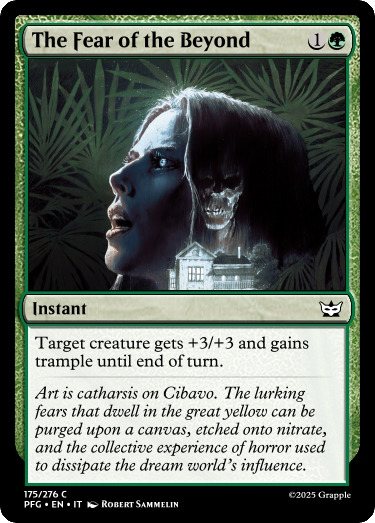 The Fear of the Beyond 1
Instant
Target creature gets +3/+3 and gains
trample until end of turn.
Art is catharsis on Cibavo. The lurking
fears that dwell in the great yellow can be
purged upon a canvas, etched onto nitrate,
and the collective experience of horror used
to dissipate the dream world's influence.
175/276 C
PFG • EN • IT Robert Sammelin
©2025 Grapple